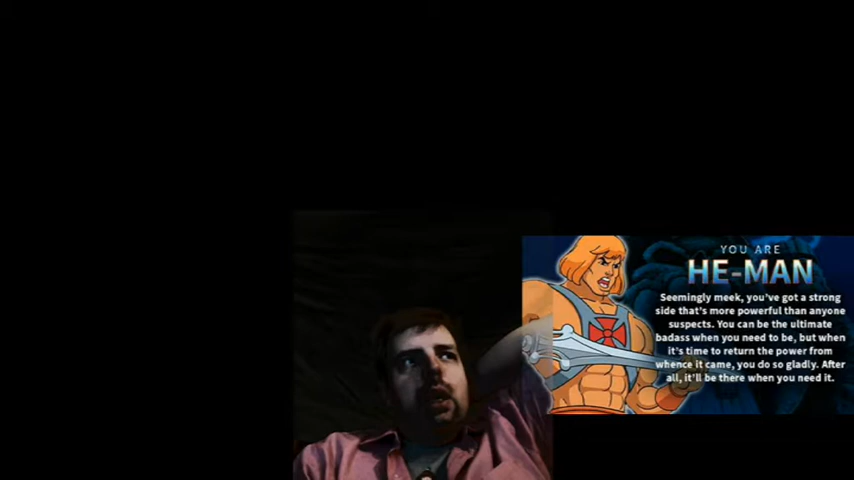 YOU ARE
HE-MAN
Seemingly meek, you've got a strong
side that's more powerful than anyone
suspects. You can be the ultimate
badass when you need to be, but when
it's time to return the power from
whence it came, you do so gladly. After
all, it'll be there when you need it.